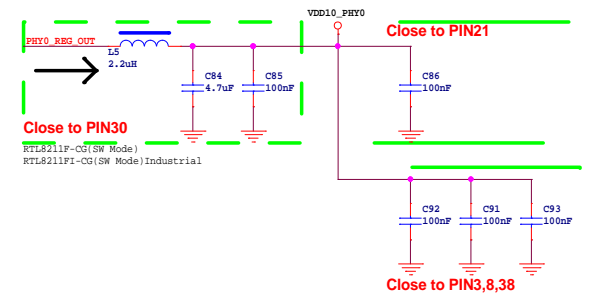 VDD10_PHY0
Close to PIN21
PHY0_REG_OUT
L5
2.2uH
C84
4.7uF
C85
100nF
C86
100nF
Close to PIN30
RTL8211F-CG(SW Mode)
RTL8211FI-CG(SW Mode)Industrial
C92
100nF
C91
100nF
C93
100nF
Close to PIN3,8,38